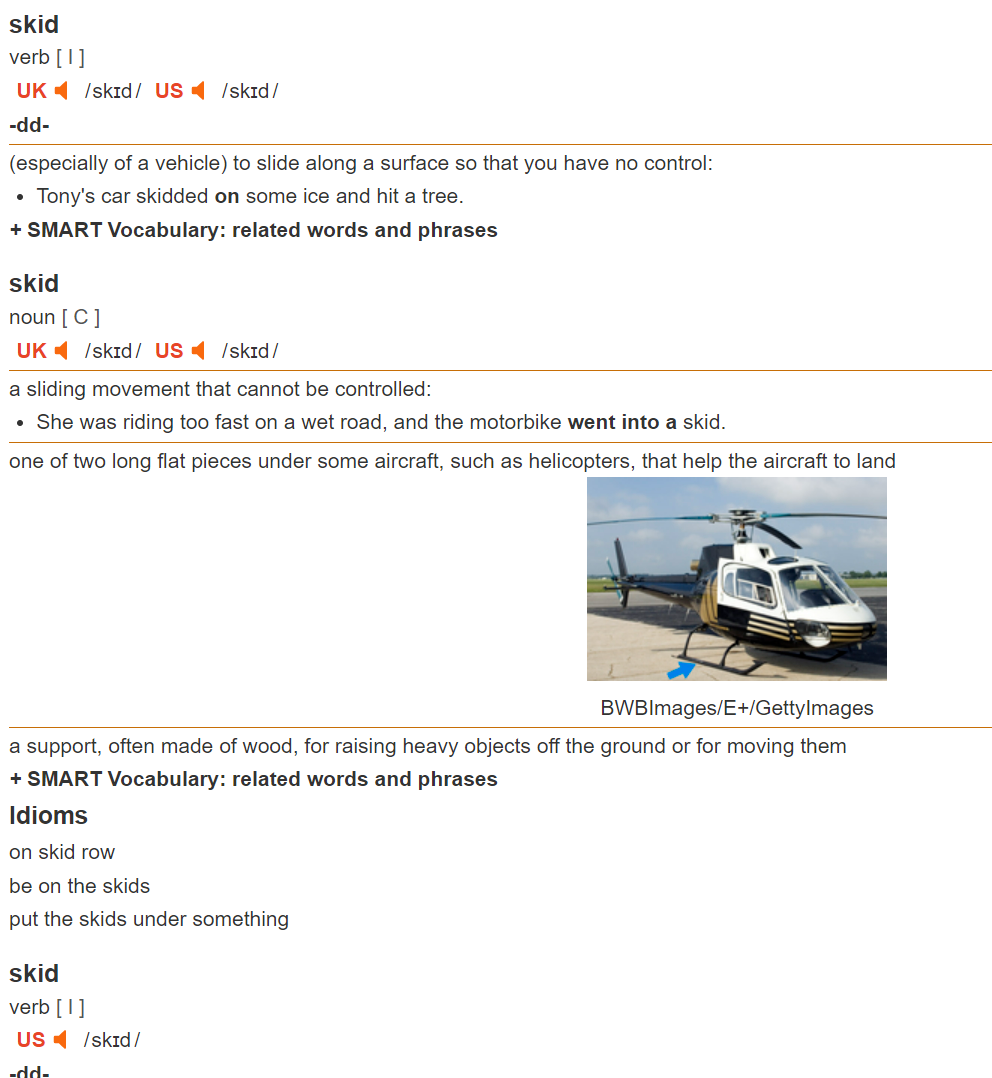 skid
verb [ I ]
UK /skɪd/ US /skɪd/
-dd-
(especially of a vehicle) to slide along a surface so that you have no control:
• Tony's car skidded on some ice and hit a tree.
+ SMART Vocabulary: related words and phrases
skid
noun [ C ]
UK /skɪd/ US /skɪd/
a sliding movement that cannot be controlled:
• She was riding too fast on a wet road, and the motorbike went into a skid.
one of two long flat pieces under some aircraft, such as helicopters, that help the aircraft to land
BWBImages/E+/GettyImages
a support, often made of wood, for raising heavy objects off the ground or for moving them
+ SMART Vocabulary: related words and phrases
Idioms
on skid row
be on the skids
put the skids under something
skid
verb [ I ]
US /skɪd/
-dd-